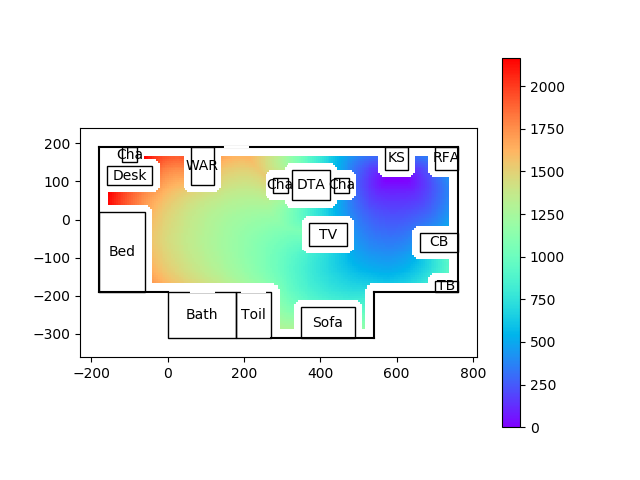 Cha
WAR
KS
RFA
Desk
Cha
DTA
Cha
Bed
TV
CB
TB
Bath
Toil
Sofa
200
100
0
−100
−200
−300
−200
0
200
400
600
800
2000
1750
1500
1250
1000
750
500
250
0